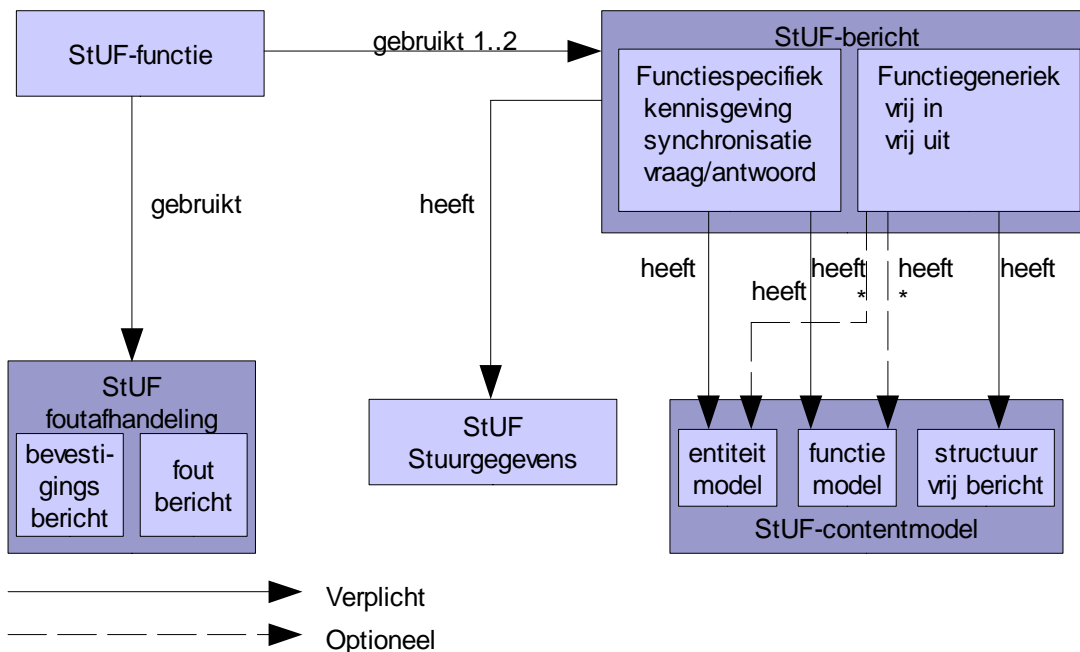 StUF-functie
gebruikt 1..2
StUF-bericht
Functiespecifiek
kennisgeving
synchronisatie
vraag/antwoord
Functiegeneriek
vrij in
vrij uit
gebruikt
heeft
heeft
heeft
*
heeft
heeft
*
heeft
StUF
foutafhandeling
bevesti-
gings
bericht
fout
bericht
StUF
Stuurgegevens
entiteit
model
functie
model
structuur
vrij bericht
StUF-contentmodel
Verplicht
Optioneel